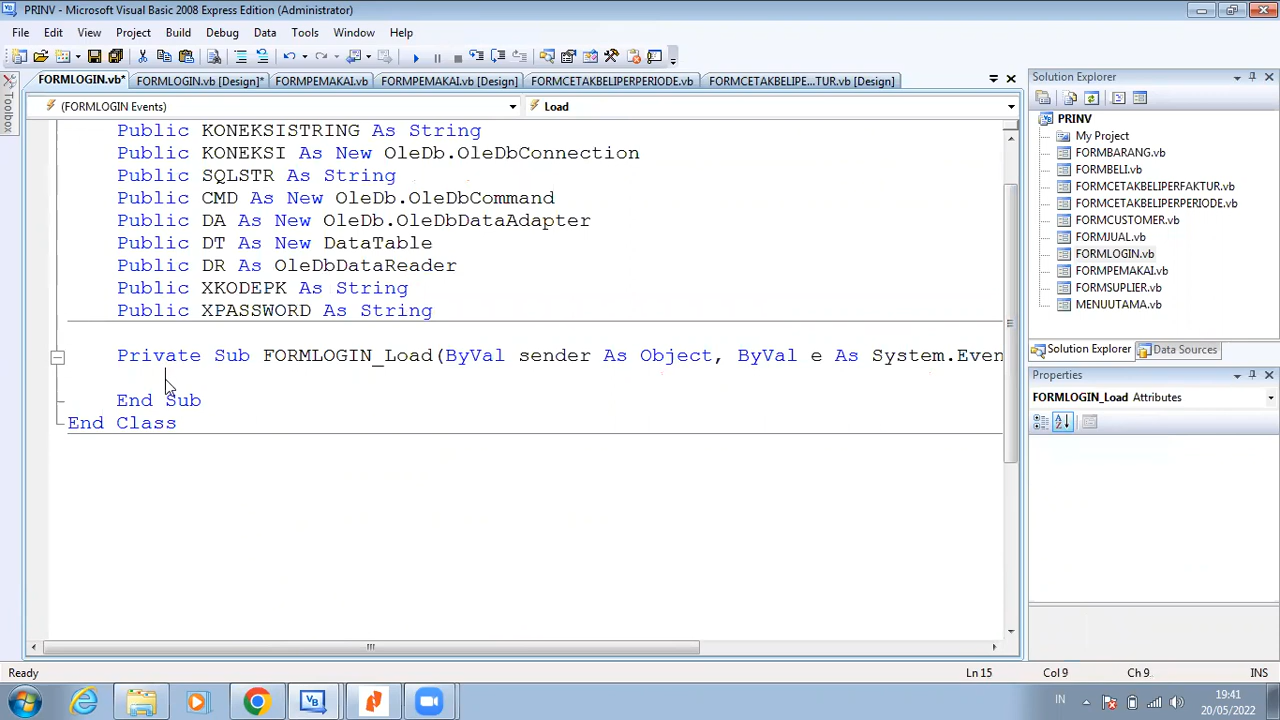 PRINV - Microsoft Visual Basic 2008 Express Edition (Administrator)
File Edit View Project Build Debug Data Tools Window Help
FORMLOGIN.vb* FORMLOGIN.vb [Design]* FORMPEMAKAI.vb FORMPEMAKAI.vb [Design] FORMCETAKBELIPERPERIODE.vb FORMCETAKBELIPE...TUR.vb [Design]
Toolbox
(FORMLOGIN Events) Load
Public KONEKSISTRING As String
Public KONEKSI As New OleDb.OleDbConnection
Public SQLSTR As String
Public CMD As New OleDb.OleDbCommand
Public DA As New OleDb.OleDbDataAdapter
Public DT As New DataTable
Public DR As OleDbDataReader
Public XKODEPK As String
Public XPASSWORD As String
Private Sub FORMLOGIN_Load(ByVal sender As Object, ByVal e As System.Even
End Sub
End Class
Solution Explorer
PRINV
My Project
FORMBARANG.vb
FORMBELI.vb
FORMCETAKBELIPERFAKTUR.vb
FORMCETAKBELIPERPERIODE.vb
FORMCUSTOMER.vb
FORMJUAL.vb
FORMLOGIN.vb
FORMPEMAKAI.vb
FORMSUPLIER.vb
MENUUTAMA.vb
Solution Explorer Data Sources
Properties
FORMLOGIN_Load Attributes
Ready Ln 15 Col 9 Ch 9 INS
IN 19:41
20/05/2022